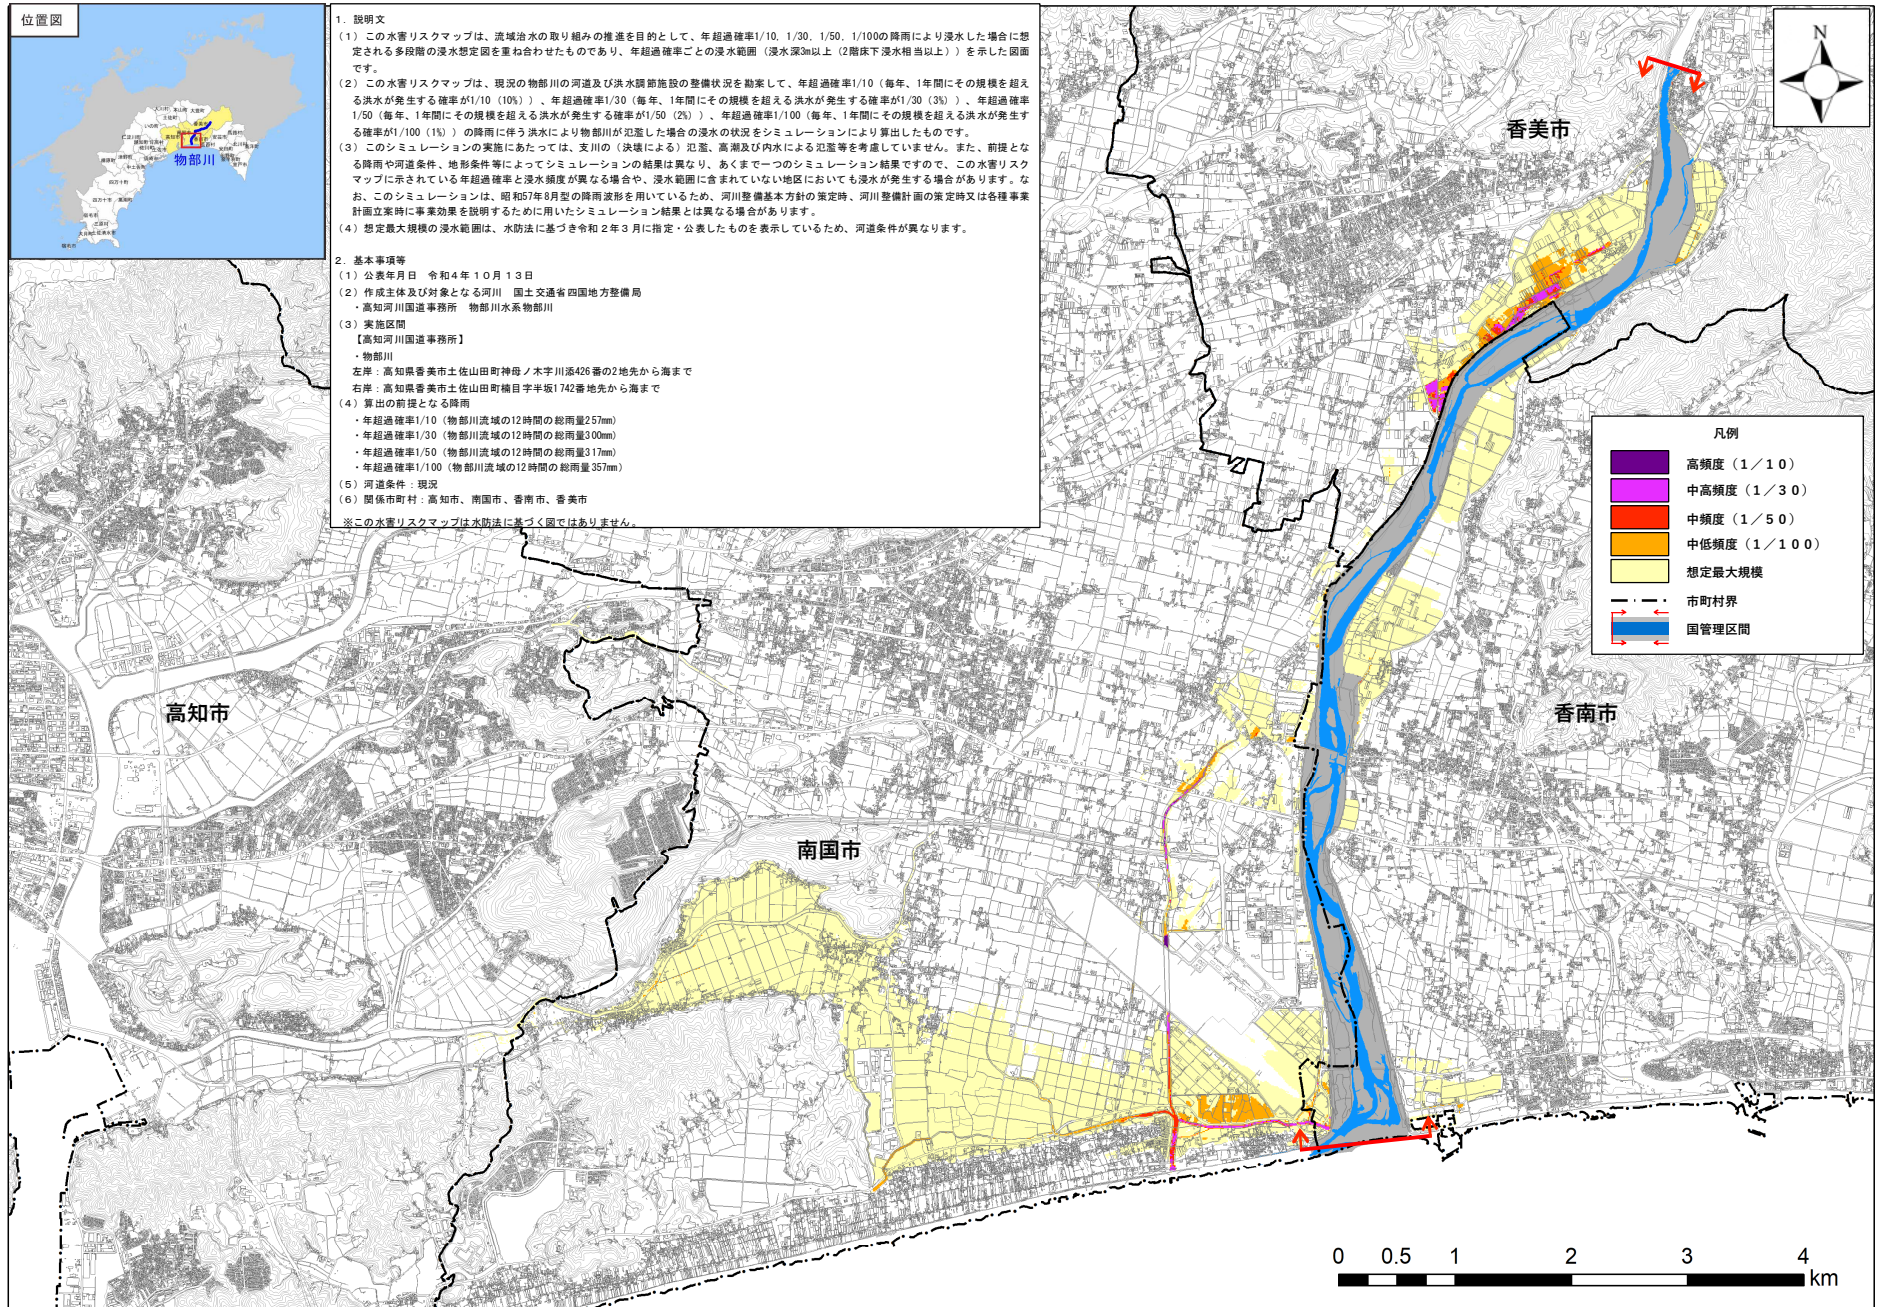 位置図
物部川
1. 説明文
(1) この水害リスクマップは、流域治水の取り組みの推進を目的として、年超過確率1/10, 1/30, 1/50, 1/100の降雨により浸水した場合に想
定される多段階の浸水想定図を重ね合わせたものであり、年超過確率ごとの浸水範囲（浸水深3m以上（2階床下浸水相当以上））を示した図面
です。
(2) この水害リスクマップは、現況の物部川の河道及び洪水調節施設の整備状況を勘案して、年超過確率1/10（毎年、1年間にその規模を超え
る洪水が発生する確率が1/10（10%））、年超過確率1/30（毎年、1年間にその規模を超える洪水が発生する確率が1/30（3%））、年超過確率
1/50（毎年、1年間にその規模を超える洪水が発生する確率が1/50（2%））、年超過確率1/100（毎年、1年間にその規模を超える洪水が発生す
る確率が1/100（1%））の降雨に伴う洪水により物部川が氾濫した場合の浸水の状況をシミュレーションにより算出したものです。
(3) このシミュレーションの実施にあたっては、支川の（決壊による）氾濫、高潮及び内水による氾濫等を考慮していません。また、前提とな
る降雨や河道条件、地形条件等によってシミュレーションの結果は異なり、あくまで一つのシミュレーション結果ですので、この水害リスク
マップに示されている年超過確率と浸水頻度が異なる場合や、浸水範囲に含まれていない地区においても浸水が発生する場合があります。な
お、このシミュレーションは、昭和57年8月型の降雨波形を用いているため、河川整備基本方針の策定時、河川整備計画の策定時又は各種事業
計画立案時に事業効果を説明するために用いたシミュレーション結果とは異なる場合があります。
(4) 想定最大規模の浸水範囲は、水防法に基づき令和2年3月に指定・公表したものを表示しているため、河道条件が異なります。
2. 基本事項等
(1) 公表年月日 令和4年10月13日
(2) 作成主体及び対象となる河川 国土交通省四国地方整備局
・高知河川国道事務所 物部川水系物部川
(3) 実施区間
【高知河川国道事務所】
・物部川
左岸：高知県香美市土佐山田町神母ノ木字川添426番の2地先から海まで
右岸：高知県香美市土佐山田町楠目字半坂1742番地先から海まで
(4) 算出の前提となる降雨
・年超過確率1/10（物部川流域の12時間の総雨量257mm）
・年超過確率1/30（物部川流域の12時間の総雨量300mm）
・年超過確率1/50（物部川流域の12時間の総雨量317mm）
・年超過確率1/100（物部川流域の12時間の総雨量357mm）
(5) 河道条件：現況
(6) 関係市町村：高知市、南国市、香南市、香美市
※この水害リスクマップは水防法に基づく図ではありません。
N
香美市
凡例
高頻度（1／10）
中高頻度（1／30）
中頻度（1／50）
中低頻度（1／100）
想定最大規模
市町村界
国管理区間
高知市
香南市
南国市
0 0.5 1 2 3 4
km